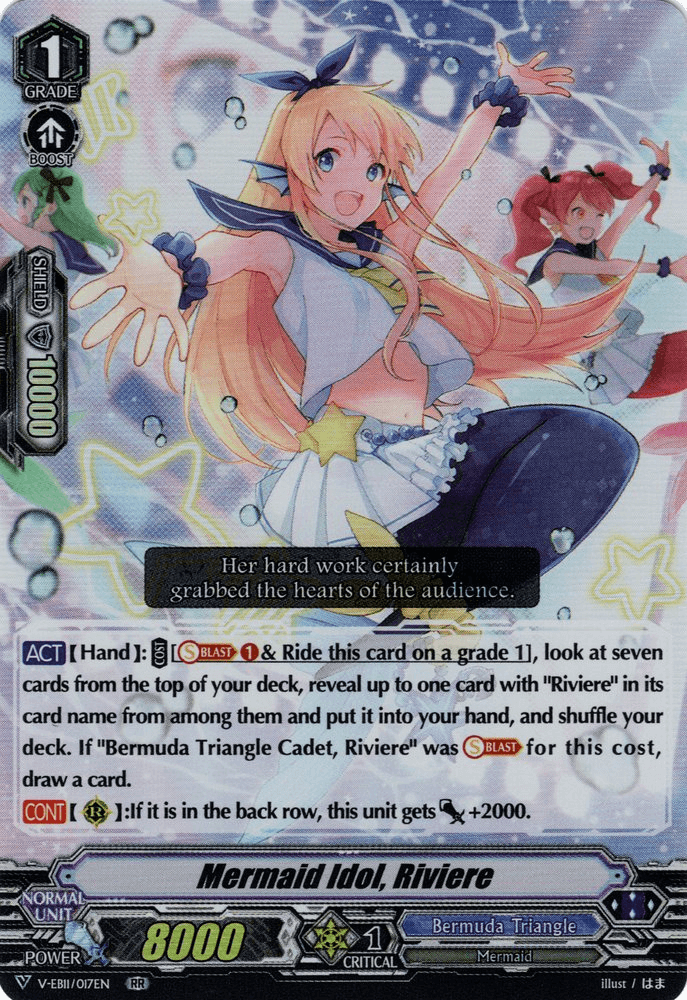 1
GRADE
BOOST
SHIELD
10000
Her hard work certainly
grabbed the hearts of the audience.
ACT【Hand】:COST[S BLAST 1 & Ride this card on a grade 1], look at seven
cards from the top of your deck, reveal up to one card with "Riviere" in its
card name from among them and put it into your hand, and shuffle your
deck. If "Bermuda Triangle Cadet, Riviere" was S BLAST for this cost,
draw a card.
CONT【R】:If it is in the back row, this unit gets +2000.
Mermaid Idol, Riviere
NORMAL
UNIT
POWER
8000
1
CRITICAL
Bermuda Triangle
Mermaid
V-EB11/017EN RR
illust / はま